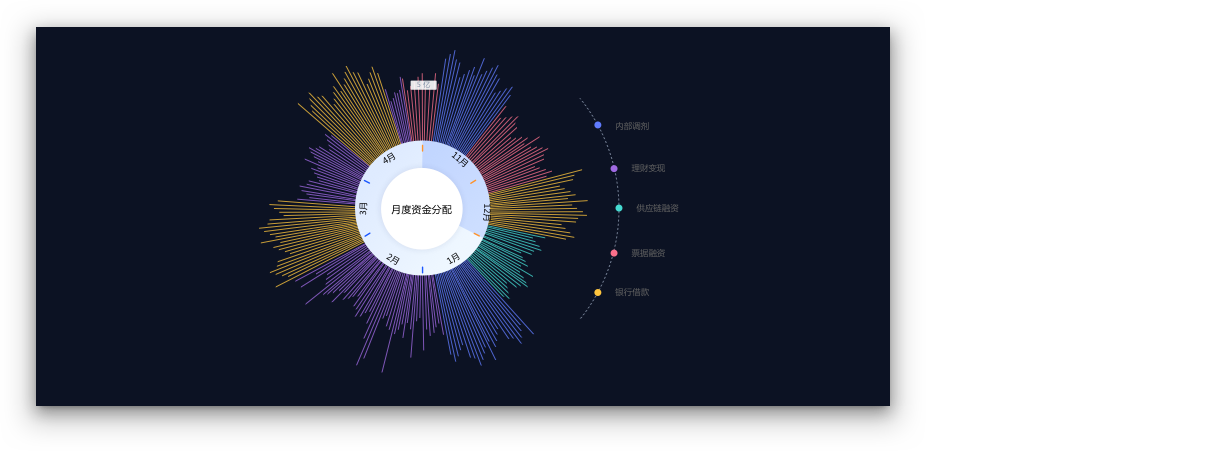 5 亿
4月
11月
3月
月度资金分配
12月
2月
1月
内部调剂
理财变现
供应链融资
票据融资
银行借款